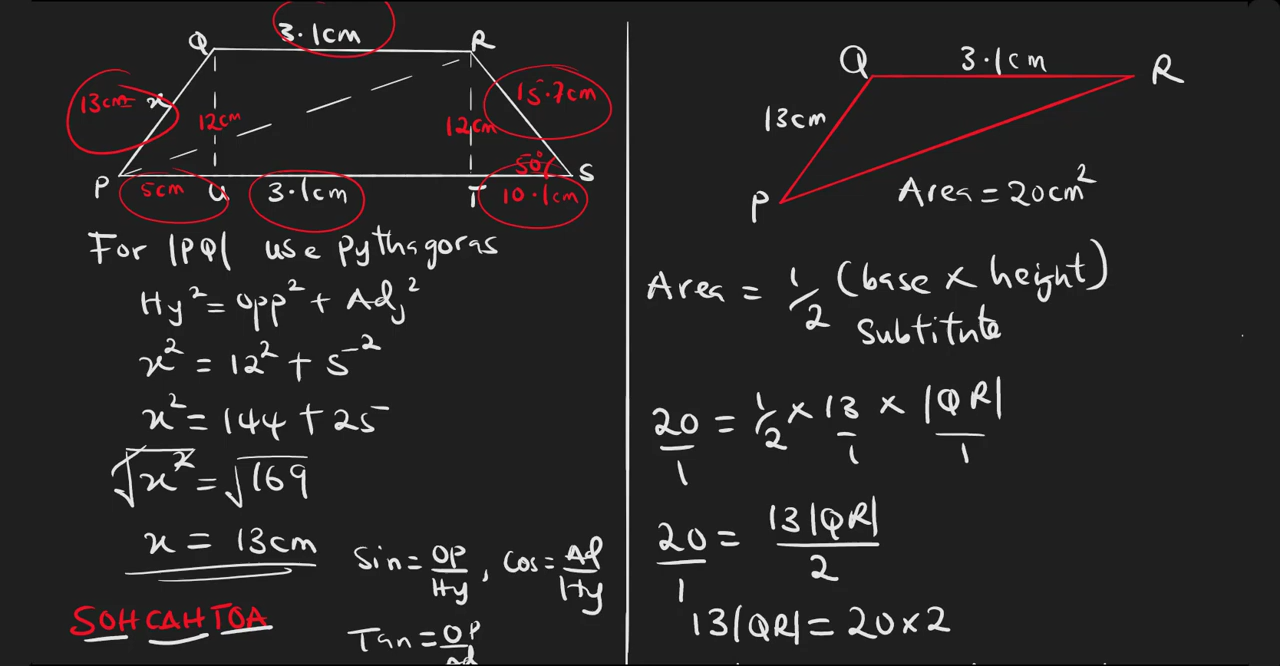 3.1cm
Q R
13cm x 12cm 12cm 15.7cm
50°
P 5cm U 3.1cm T 10.1cm S
For |PQ| use Pythagoras
Hy² = opp² + Adj²
x² = 12² + 5²
x² = 144 + 25
√x² = √169
x = 13cm
SOH CAH TOA
Sin = OP/Hy, Cos = Ad/Hy
Tan = OP/Ad
3.1cm
Q R
13cm
P
Area = 20cm²
Area = 1/2 (base × height)
Substitute
20/1 = 1/2 × 13/1 × |QR|/1
20/1 = 13|QR|/2
13|QR| = 20×2